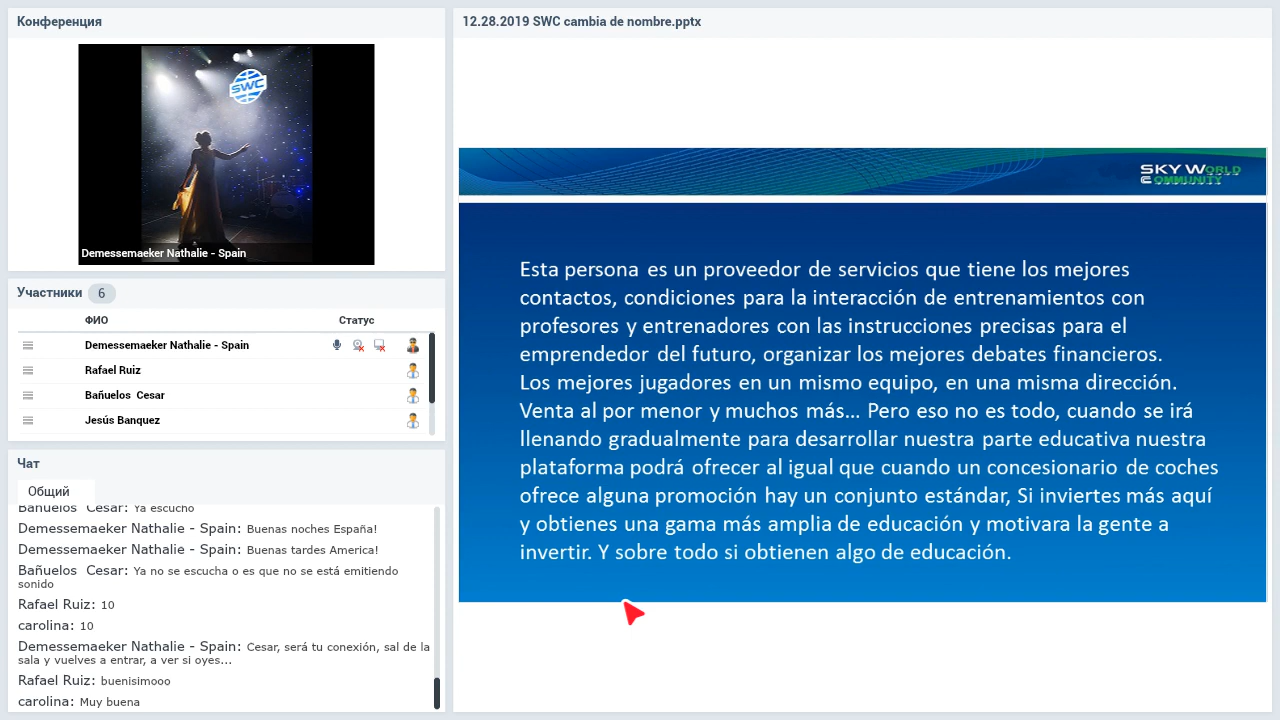 Конференция
SWC
Demessemaeker Nathalie - Spain
Участники 6
ФИО Статус
Demessemaeker Nathalie - Spain
Rafael Ruiz
Bañuelos Cesar
Jesús Banquez
Чат
Общий
Bañuelos Cesar: Ya escucho
Demessemaeker Nathalie - Spain: Buenas noches España!
Demessemaeker Nathalie - Spain: Buenas tardes America!
Bañuelos Cesar: Ya no se escucha o es que no se está emitiendo
sonido
Rafael Ruiz: 10
carolina: 10
Demessemaeker Nathalie - Spain: Cesar, será tu conexión, sal de la
sala y vuelves a entrar, a ver si oyes...
Rafael Ruiz: buenisimooo
carolina: Muy buena
12.28.2019 SWC cambia de nombre.pptx
SKY WORLD
COMMUNITY
Esta persona es un proveedor de servicios que tiene los mejores
contactos, condiciones para la interacción de entrenamientos con
profesores y entrenadores con las instrucciones precisas para el
emprendedor del futuro, organizar los mejores debates financieros.
Los mejores jugadores en un mismo equipo, en una misma dirección.
Venta al por menor y muchos más... Pero eso no es todo, cuando se irá
llenando gradualmente para desarrollar nuestra parte educativa nuestra
plataforma podrá ofrecer al igual que cuando un concesionario de coches
ofrece alguna promoción hay un conjunto estándar, Si inviertes más aquí
y obtienes una gama más amplia de educación y motivara la gente a
invertir. Y sobre todo si obtienen algo de educación.